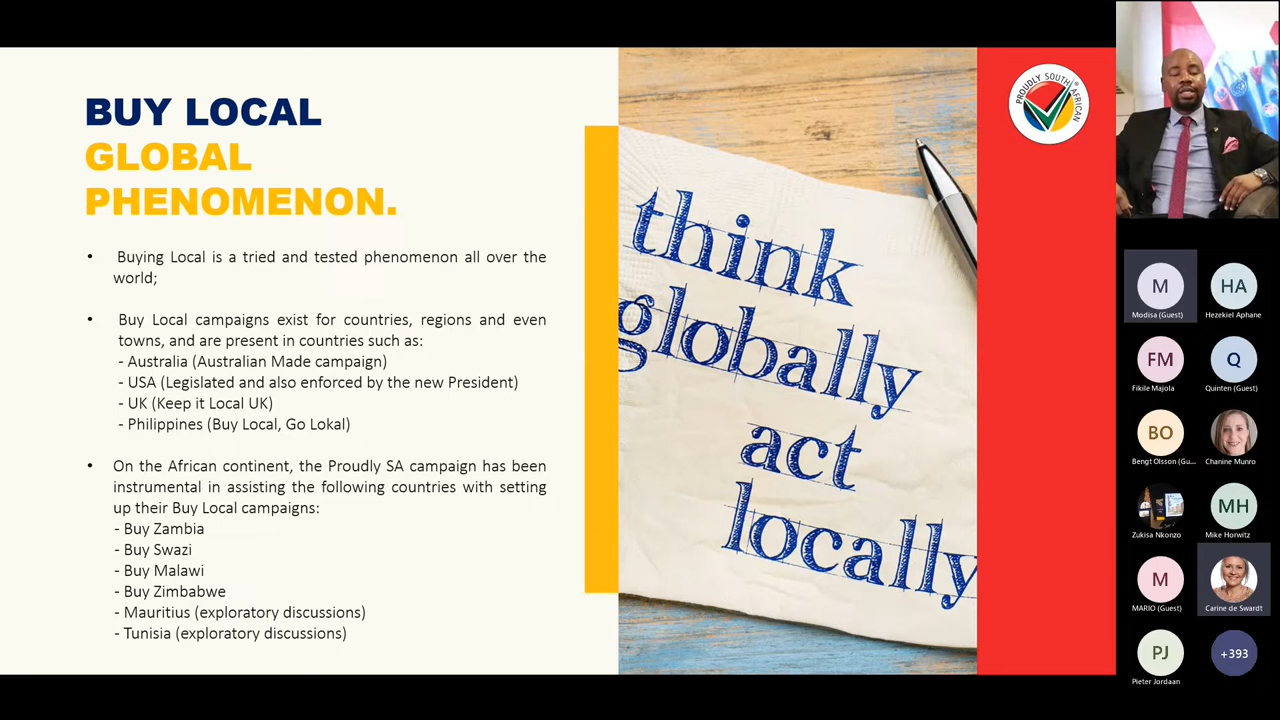 BUY LOCAL
GLOBAL
PHENOMENON.
• Buying Local is a tried and tested phenomenon all over the
world;
• Buy Local campaigns exist for countries, regions and even
towns, and are present in countries such as:
- Australia (Australian Made campaign)
- USA (Legislated and also enforced by the new President)
- UK (Keep it Local UK)
- Philippines (Buy Local, Go Lokal)
• On the African continent, the Proudly SA campaign has been
instrumental in assisting the following countries with setting
up their Buy Local campaigns:
- Buy Zambia
- Buy Swazi
- Buy Malawi
- Buy Zimbabwe
- Mauritius (exploratory discussions)
- Tunisia (exploratory discussions)
think
globally
act
locally
PROUDLY SOUTH AFRICAN
M
Modisa (Guest)
HA
Hezekiel Aphane
FM
Fikile Majola
Q
Quinten (Guest)
BO
Bengt Olsson (Gu...
Chanine Munro
Zukisa Nkonzo
MH
Mike Horwitz
M
MARIO (Guest)
Carine de Swardt
PJ
Pieter Jordaan
+393